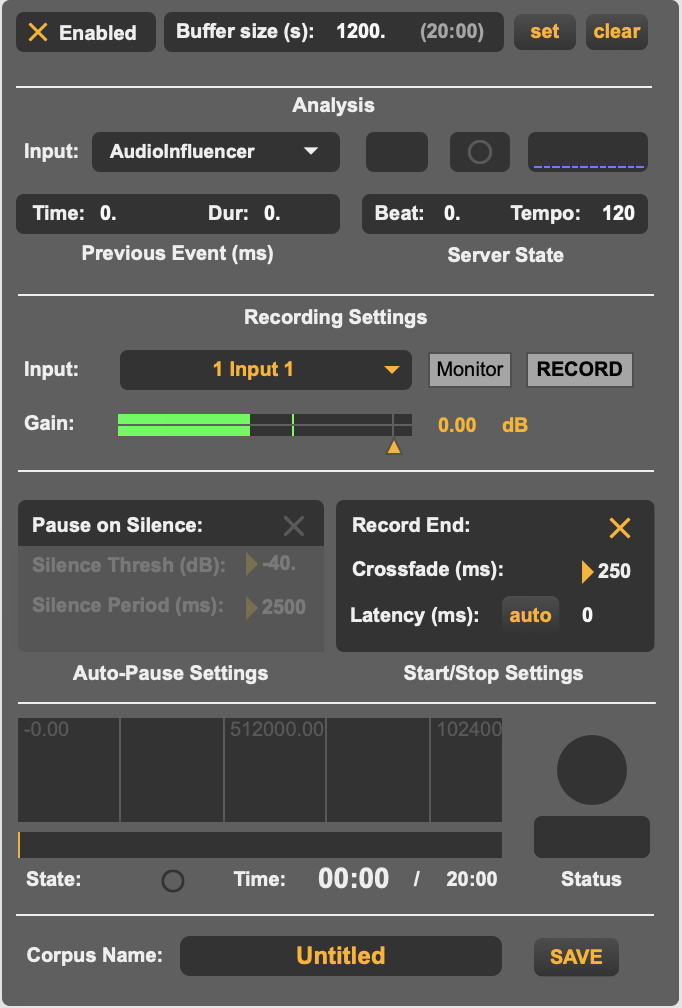 Enabled Buffer size (s): 1200. (20:00) set clear
Analysis
Input: AudioInfluencer
Time: 0. Dur: 0. Beat: 0. Tempo: 120
Previous Event (ms) Server State
Recording Settings
Input: 1 Input 1 Monitor RECORD
Gain: 0.00 dB
Pause on Silence: Record End:
Silence Thresh (dB): -40. Crossfade (ms): 250
Silence Period (ms): 2500 Latency (ms): auto 0
Auto-Pause Settings Start/Stop Settings
-0.00 512000.00 102400
State: Time: 00:00 / 20:00 Status
Corpus Name: Untitled SAVE